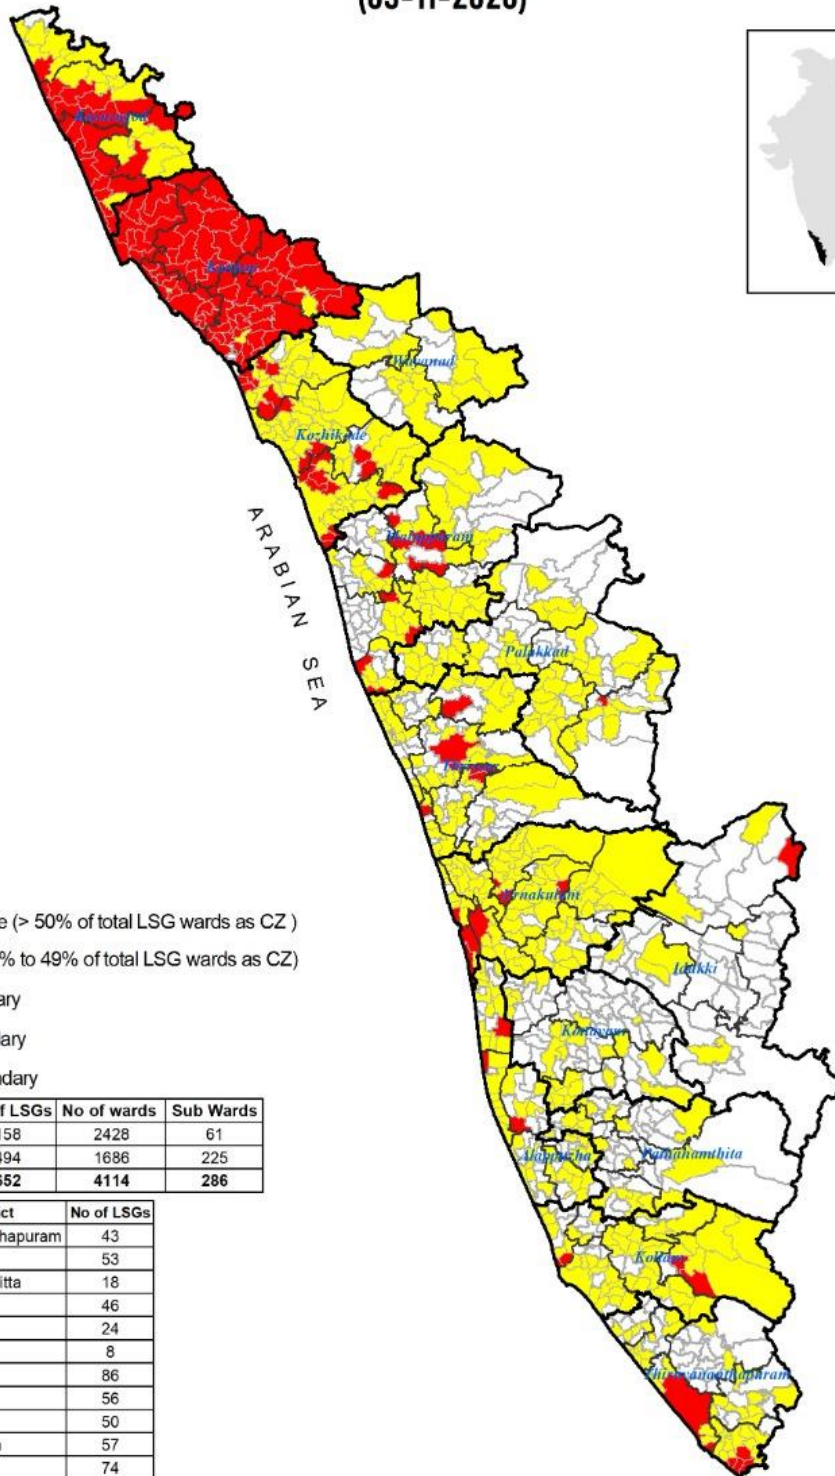 (05-11-2020)
Kasaragod
Kannur
Wayanad
Kozhikode
Malappuram
ARABIAN SEA
Palakkad
Thrissur
Ernakulam
Idukki
Kottayam
Alappuzha
Pathahamthita
Kollam
Thiruvananthapuram
e (> 50% of total LSG wards as CZ )
% to 49% of total LSG wards as CZ)
ary
dary
ndary
f LSGs No of wards Sub Wards
158 2428 61
494 1686 225
652 4114 286
ict No of LSGs
hapuram 43
53
itta 18
46
24
8
86
56
50
57
74